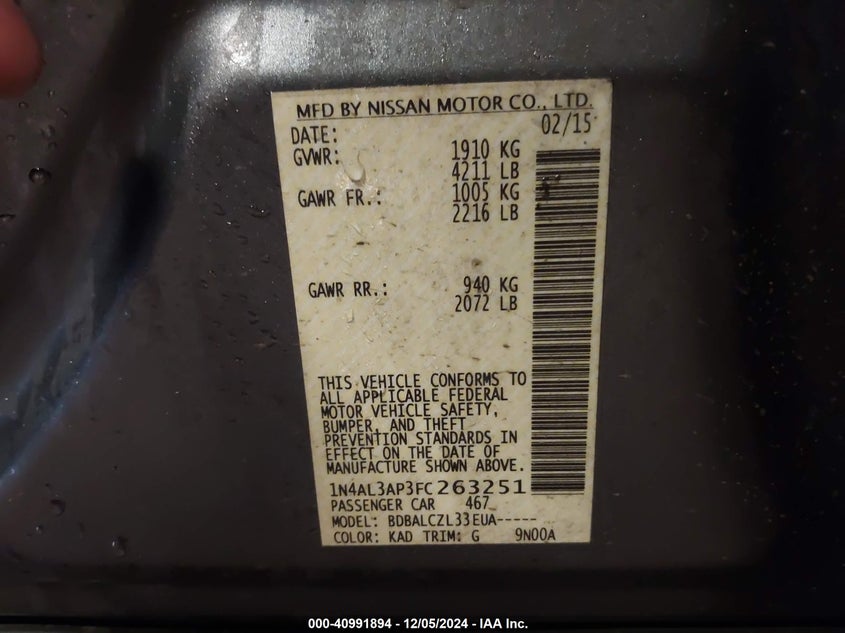 MFD BY NISSAN MOTOR CO., LTD.
DATE: 02/15
GVWR: 1910 KG
4211 LB
GAWR FR.: 1005 KG
2216 LB
GAWR RR.: 940 KG
2072 LB
THIS VEHICLE CONFORMS TO
ALL APPLICABLE FEDERAL
MOTOR VEHICLE SAFETY,
BUMPER, AND THEFT
PREVENTION STANDARDS IN
EFFECT ON THE DATE OF
MANUFACTURE SHOWN ABOVE.
1N4AL3AP3FC263251
PASSENGER CAR 467
MODEL: BDBALCZL33EUA-----
COLOR: KAD TRIM: G 9N00A
000-40991894 - 12/05/2024 - IAA Inc.